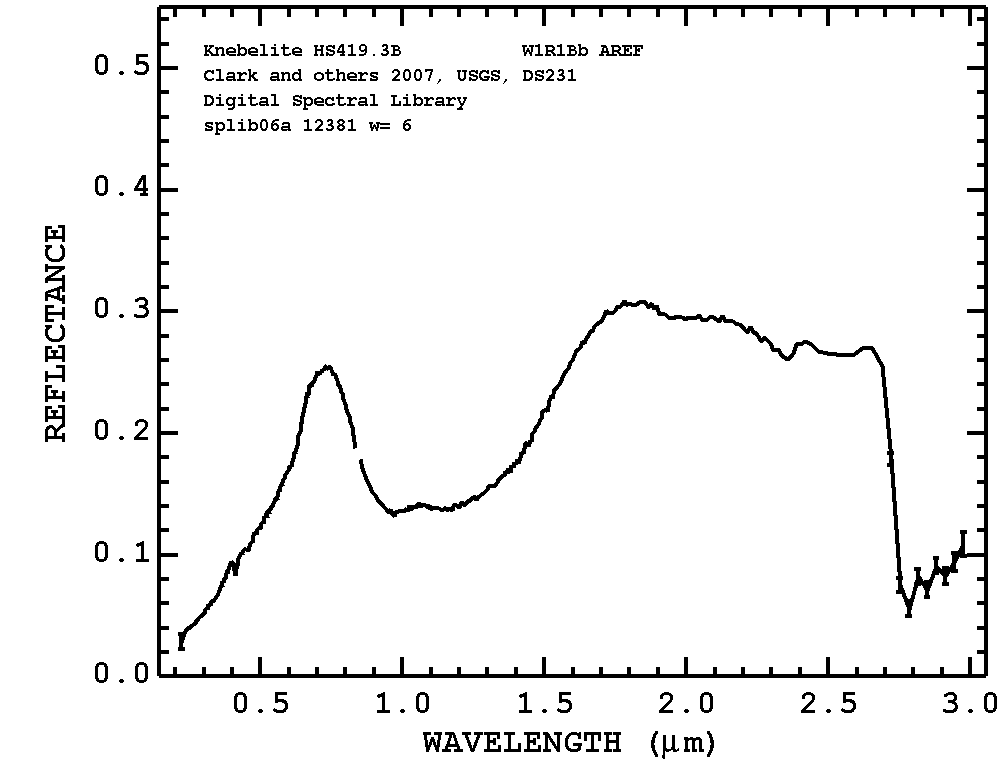 Knebelite HS419.3B W1R1Bb AREF
Clark and others 2007, USGS, DS231
Digital Spectral Library
splib06a 12381 w= 6
0.5
0.4
0.3
0.2
0.1
0.0
REFLECTANCE
0.5 1.0 1.5 2.0 2.5 3.0
WAVELENGTH (μm)